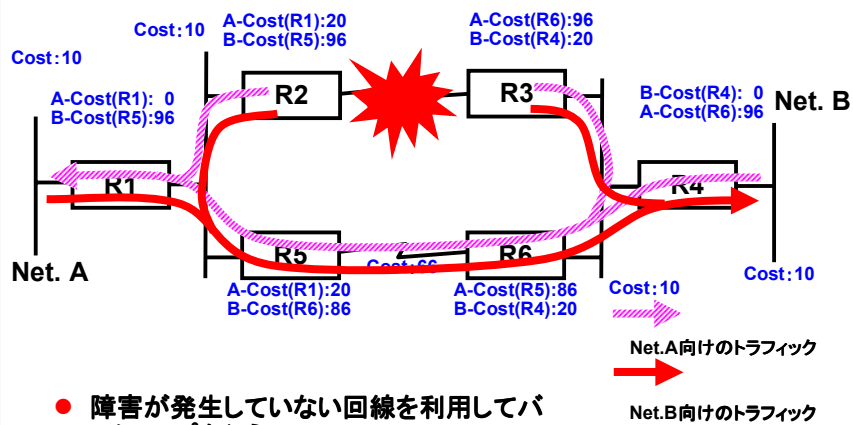 A-Cost(R1):20
B-Cost(R5):96
A-Cost(R6):96
B-Cost(R4):20
Cost:10
Cost:10
A-Cost(R1): 0
B-Cost(R5):96
R2
R3
B-Cost(R4): 0
A-Cost(R6):96
Net. B
R1
R4
Net. A
R5
Cost:66
R6
Cost:10
A-Cost(R1):20
B-Cost(R6):86
A-Cost(R5):86
B-Cost(R4):20
Cost:10
Net.A向けのトラフィック
Net.B向けのトラフィック
● 障害が発生していない回線を利用してバ